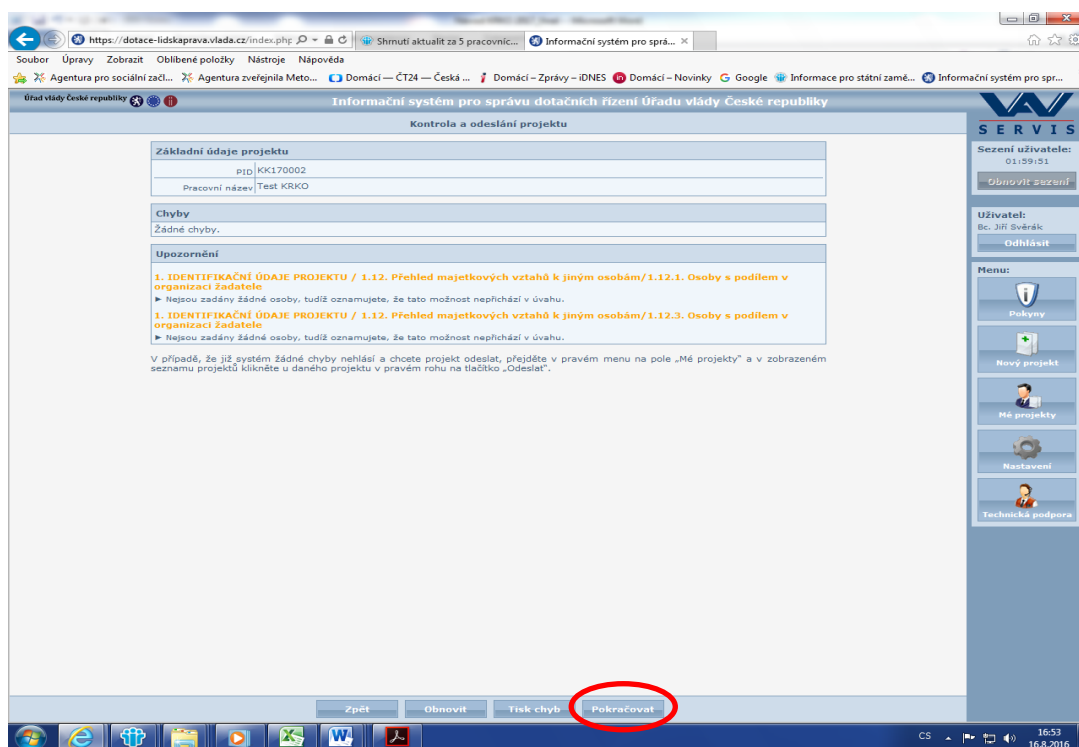 https://dotace-lidskaprava.vlada.cz/index.php
Shrnutí aktualit za 5 pracovníc...
Informační systém pro sprá...
Soubor Úpravy Zobrazit Oblíbené položky Nástroje Nápověda
Agentura pro sociální začl... Agentura zveřejnila Meto... Domácí — ČT24 — Česká ... Domácí – Zprávy – iDNES Domácí – Novinky Google Informace pro státní zamě... Informační systém pro spr...
Úřad vlády České republiky
Informační systém pro správu dotačních řízení Úřadu vlády České republiky
Kontrola a odeslání projektu
Základní údaje projektu
PID KK170002
Pracovní název Test KRKO
Chyby
Žádné chyby.
Upozornění
1. IDENTIFIKAČNÍ ÚDAJE PROJEKTU / 1.12. Přehled majetkových vztahů k jiným osobám/1.12.1. Osoby s podílem v
organizaci žadatele
► Nejsou zadány žádné osoby, tudíž oznamujete, že tato možnost nepřichází v úvahu.
1. IDENTIFIKAČNÍ ÚDAJE PROJEKTU / 1.12. Přehled majetkových vztahů k jiným osobám/1.12.3. Osoby s podílem v
organizaci žadatele
► Nejsou zadány žádné osoby, tudíž oznamujete, že tato možnost nepřichází v úvahu.
V případě, že již systém žádné chyby nehlásí a chcete projekt odeslat, přejděte v pravém menu na pole „Mé projekty" a v zobrazeném
seznamu projektů klikněte u daného projektu v pravém rohu na tlačítko „Odeslat".
VAV
SERVIS
Sezení uživatele:
01:59:51
Obnovit sezení
Uživatel:
Bc. Jiří Svěrák
Odhlásit
Menu:
Pokyny
Nový projekt
Mé projekty
Nastavení
Technická podpora
Zpět Obnovit Tisk chyb Pokračovat
CS
16:53
16.8.2016